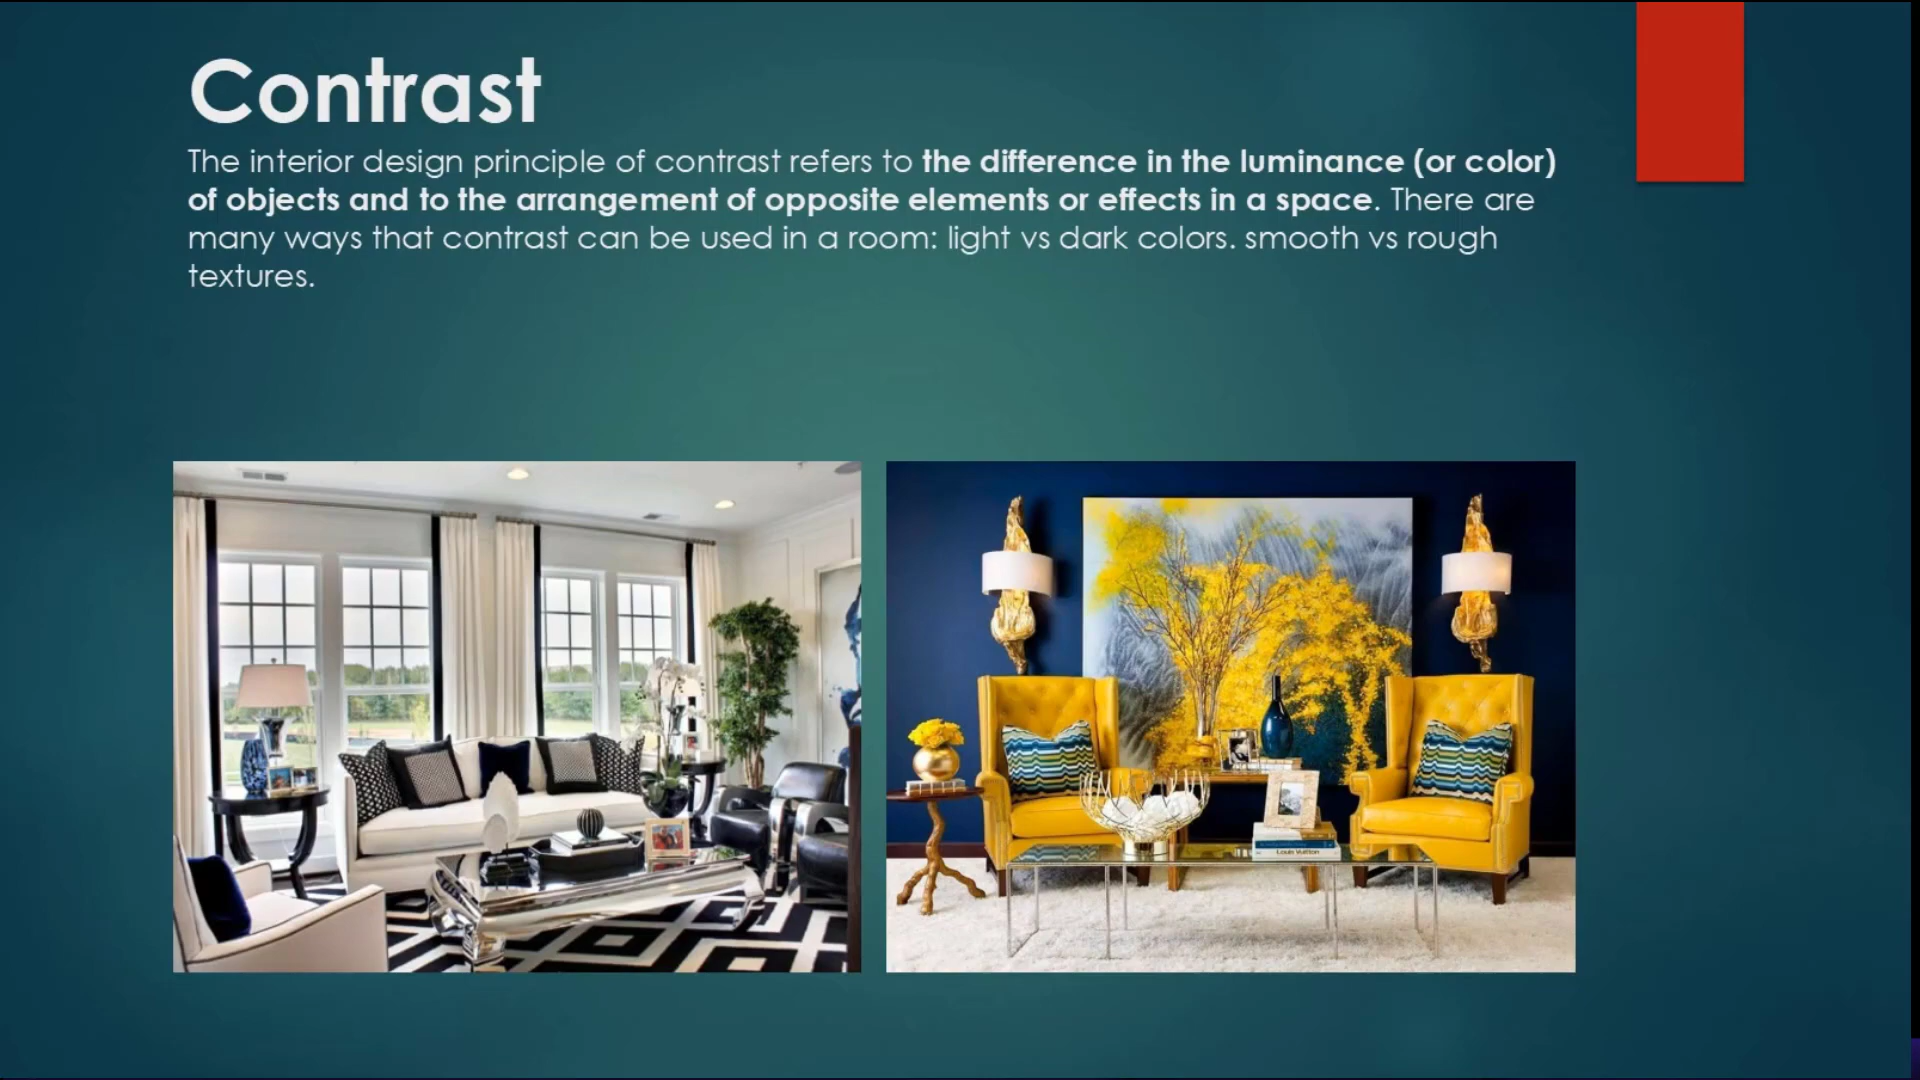 Contrast
The interior design principle of contrast refers to the difference in the luminance (or color)
of objects and to the arrangement of opposite elements or effects in a space. There are
many ways that contrast can be used in a room: light vs dark colors. smooth vs rough
textures.
Louis Vuitton